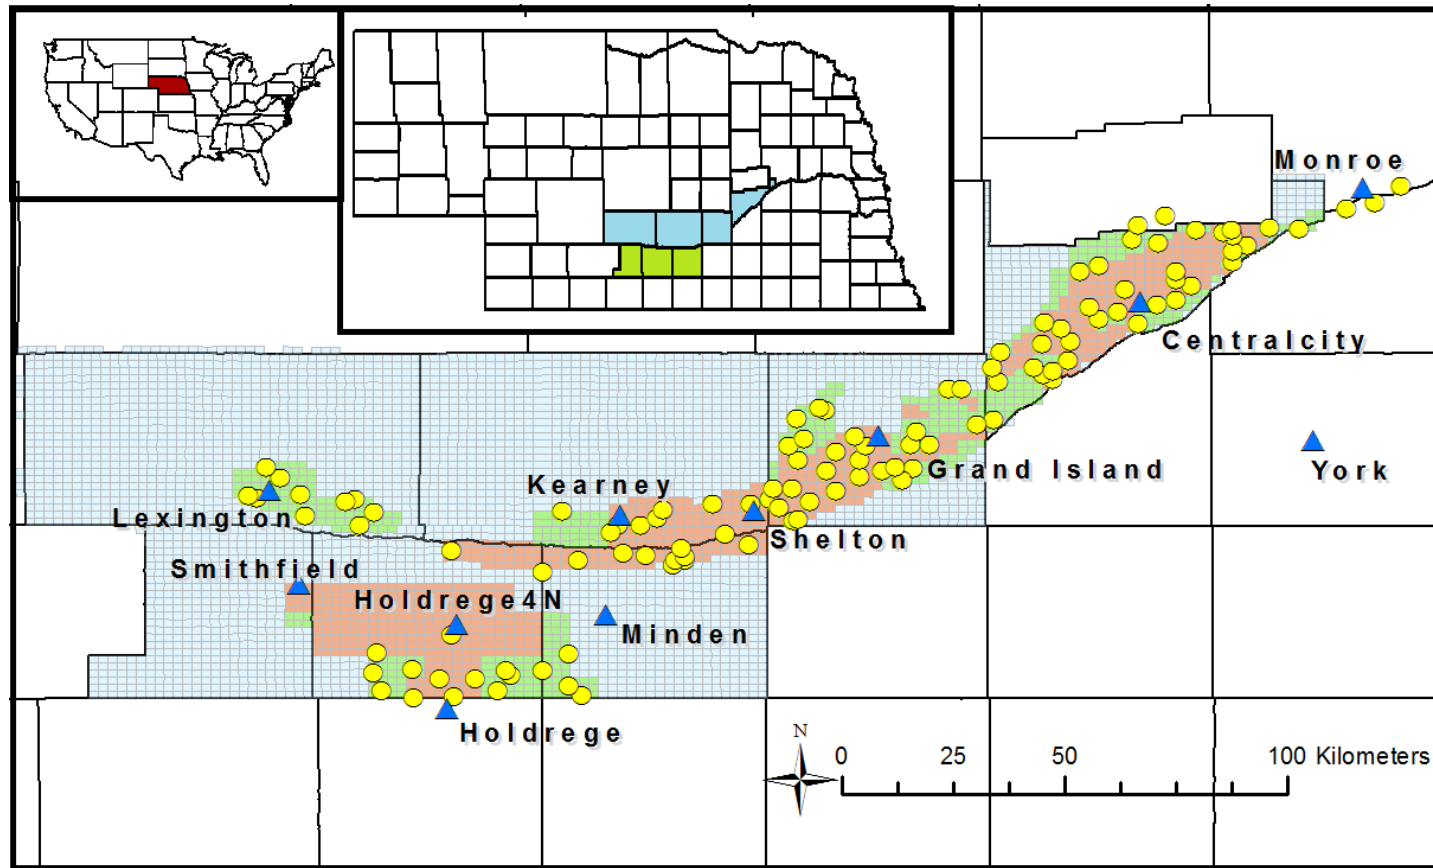 Monroe
Centralcity
Grand Island
York
Kearney
Lexington
Shelton
Smithfield
Holdrege4N
Minden
Holdrege
N
0 25 50 100 Kilometers